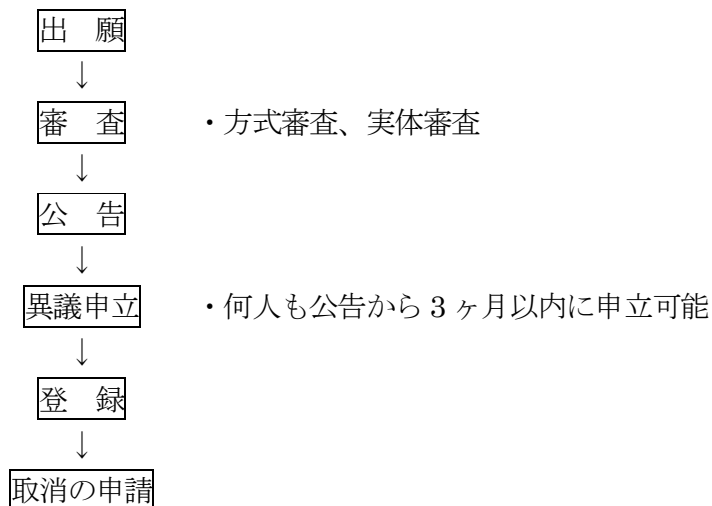 出　願
↓
審　査　　・方式審査、実体審査
↓
公　告
↓
異議申立　　・何人も公告から３ヶ月以内に申立可能
↓
登　録
↓
取消の申請